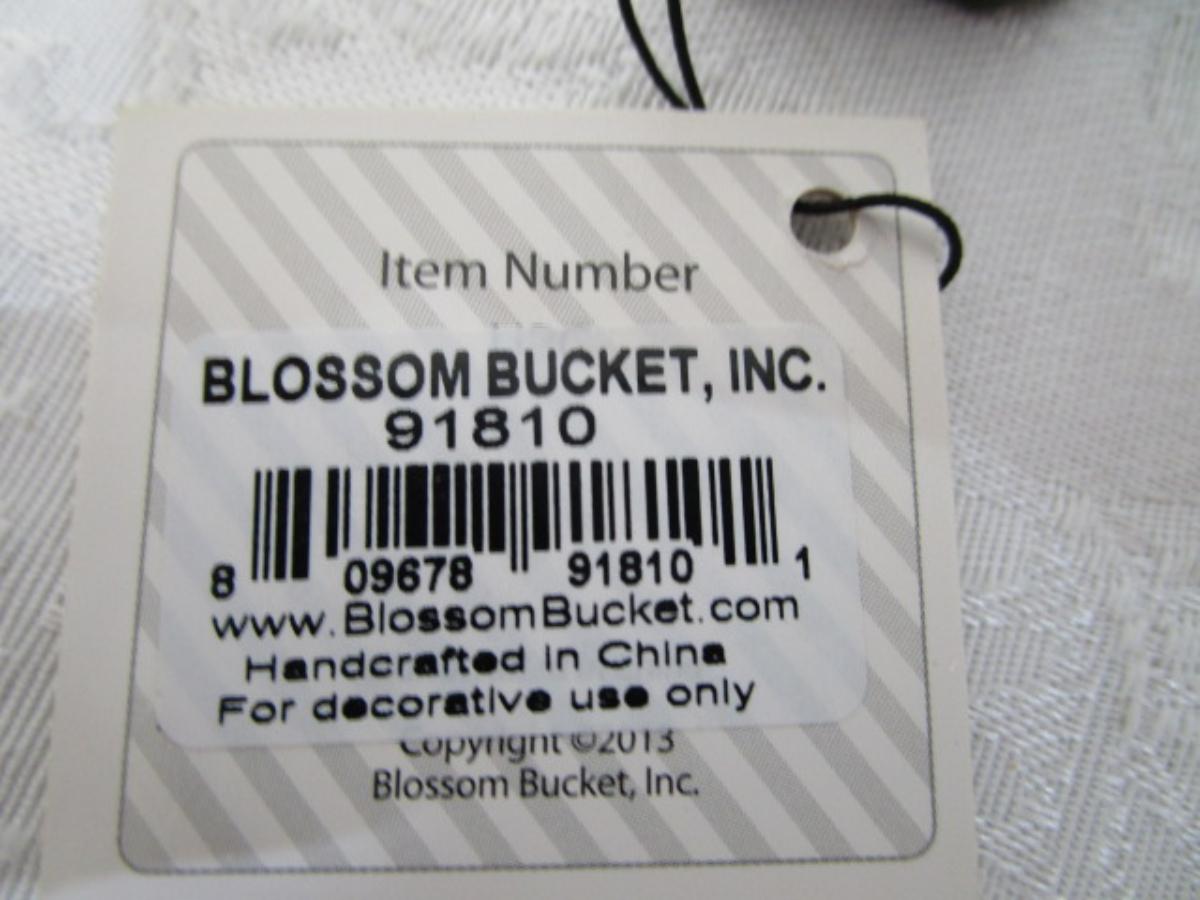 Item Number
BLOSSOM BUCKET, INC.
91810
8 09678 91810 1
www.BlossomBucket.com
Handcrafted in China
For decorative use only
Copyright ©2013
Blossom Bucket, Inc.